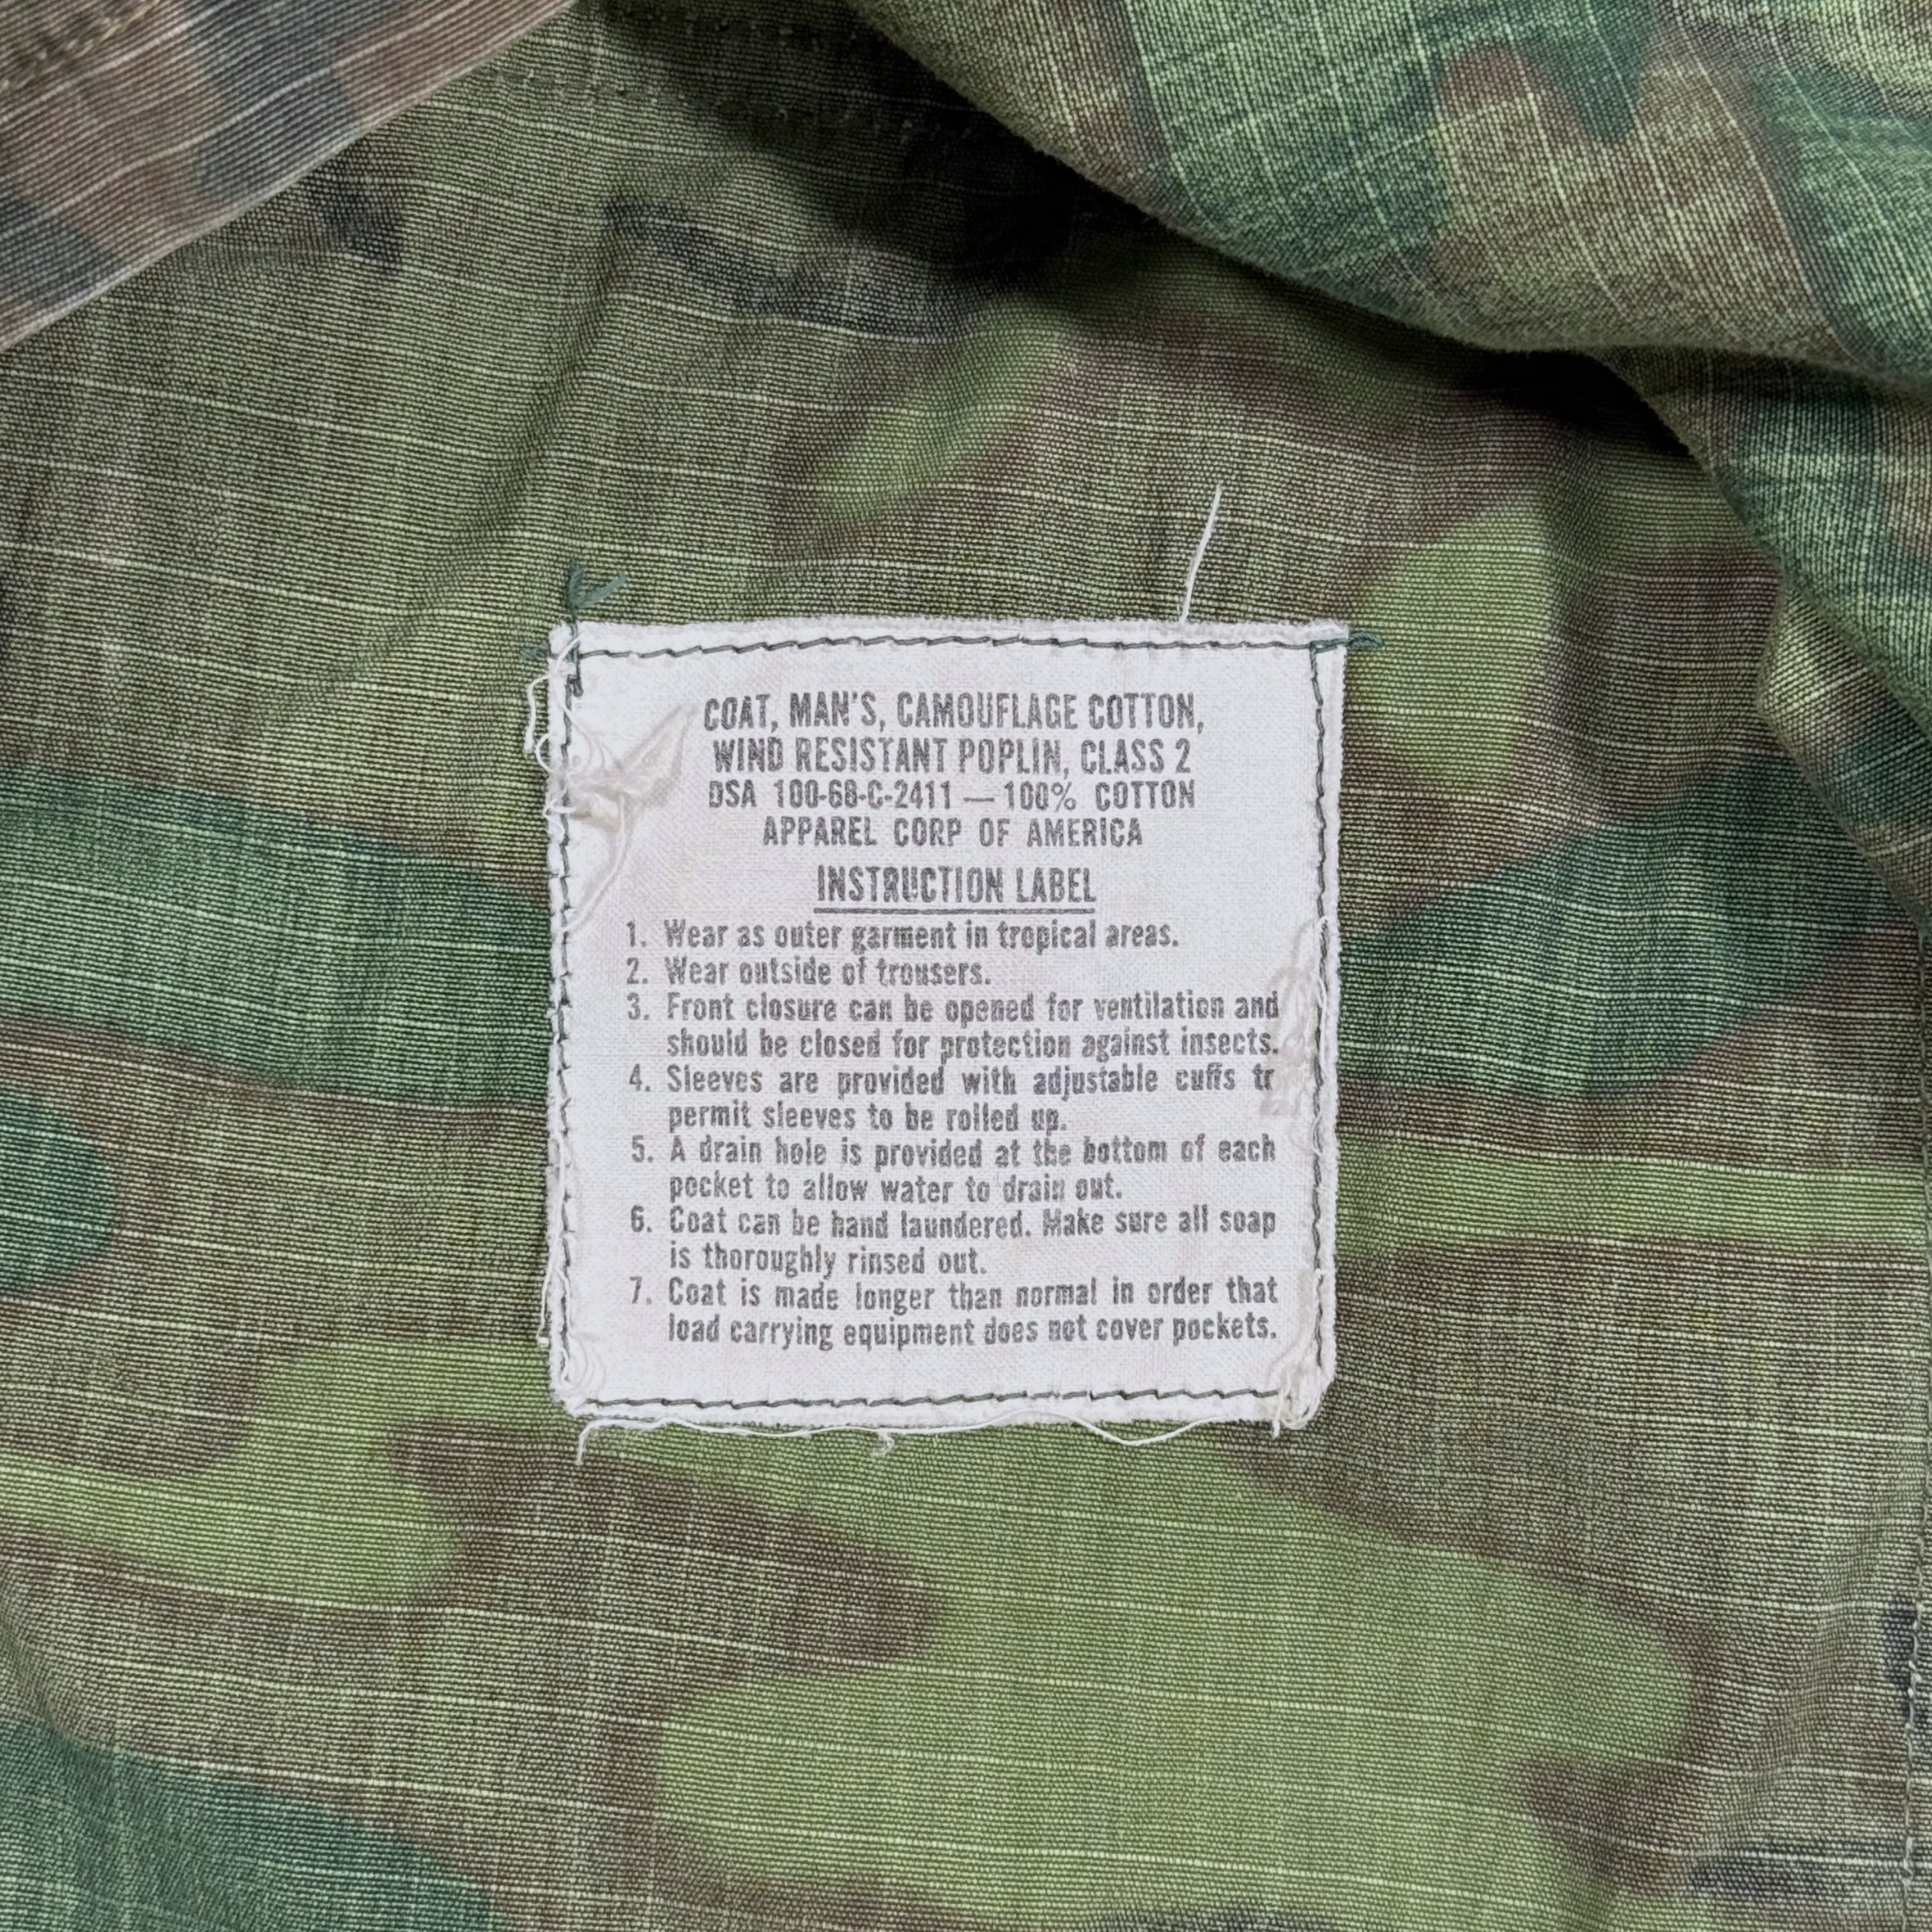 COAT, MAN'S, CAMOUFLAGE COTTON,
WIND RESISTANT POPLIN, CLASS 2
DSA 100-68-C-2411 — 100% COTTON
APPAREL CORP OF AMERICA
INSTRUCTION LABEL
1. Wear as outer garment in tropical areas.
2. Wear outside of trousers.
3. Front closure can be opened for ventilation and
should be closed for protection against insects.
4. Sleeves are provided with adjustable cuffs tr
permit sleeves to be rolled up.
5. A drain hole is provided at the bottom of each
pocket to allow water to drain out.
6. Coat can be hand laundered. Make sure all soap
is thoroughly rinsed out.
7. Coat is made longer than normal in order that
load carrying equipment does not cover pockets.